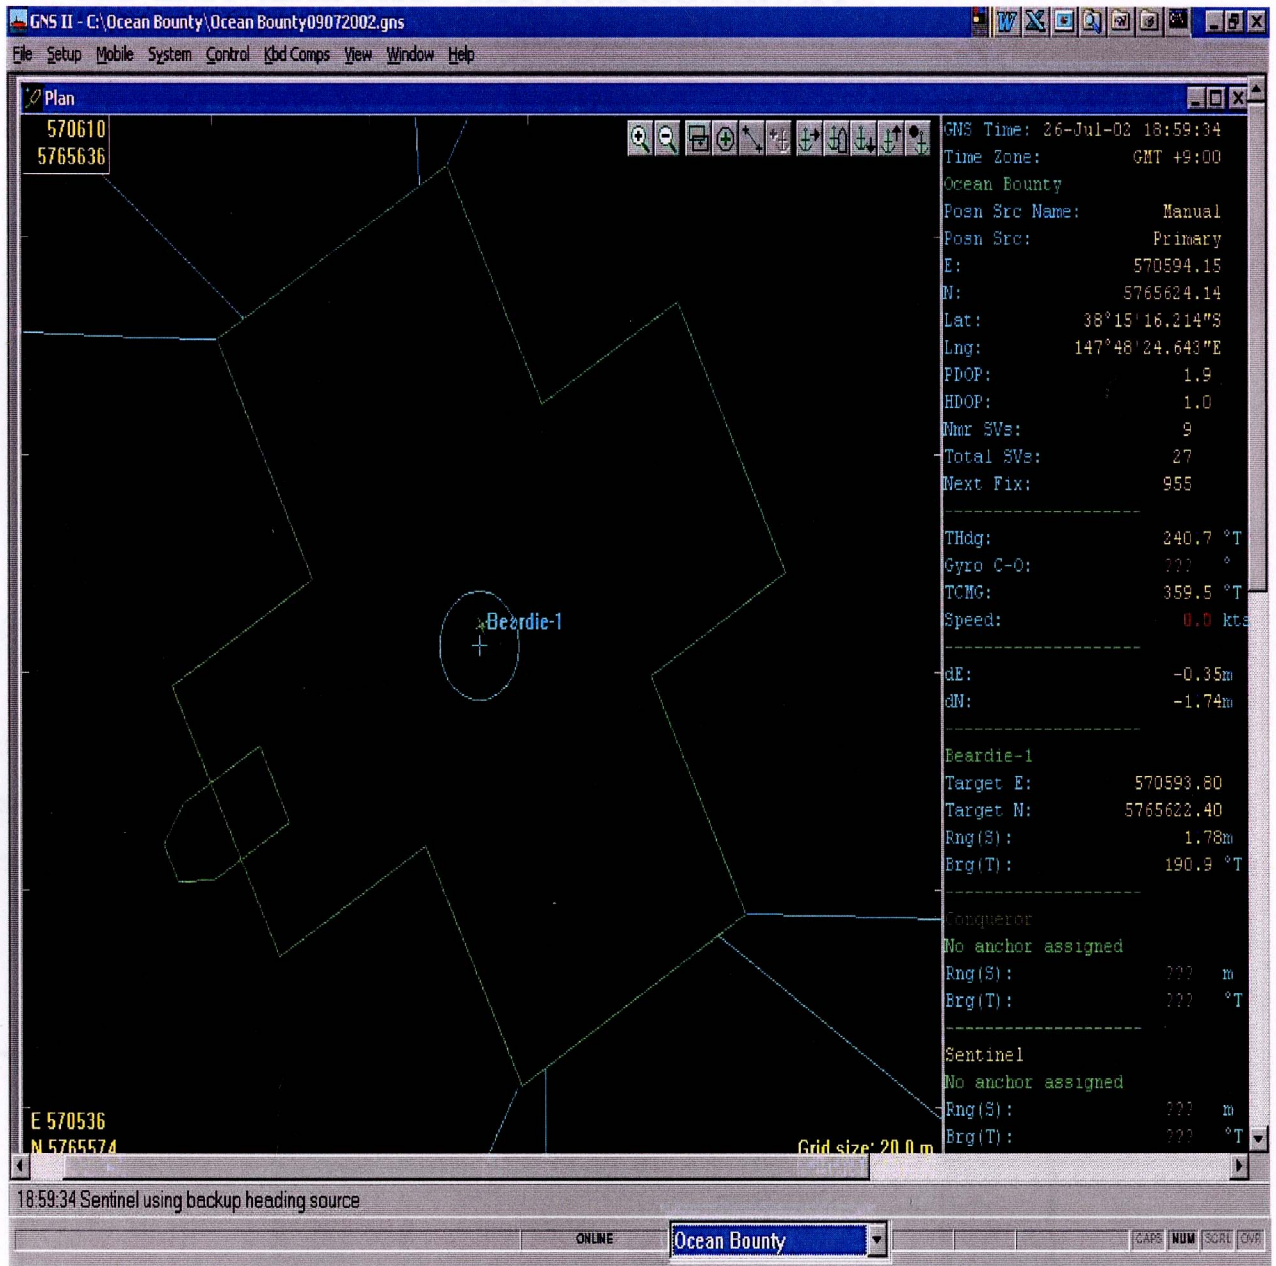 GNS II - C:\Ocean Bounty\Ocean Bounty09072002.gns
File Setup Mobile System Control Kbd Comps View Window Help
Plan
570610
5765636
Beardie-1
E 570536
N 5765574
Grid size: 20.0 m
GNS Time: 26-Jul-02 18:59:34
Time Zone: GMT +9:00
Ocean Bounty
Posn Src Name: Manual
Posn Src: Primary
E: 570594.15
N: 5765624.14
Lat: 38°15'16.214"S
Lng: 147°48'24.643"E
PDOP: 1.9
HDOP: 1.0
Nmr SVs: 9
Total SVs: 27
Next Fix: 955
--------------------
THdg: 240.7 °T
Gyro C-O: ??? °
TCMG: 359.5 °T
Speed: 0.0 kts
--------------------
dE: -0.35m
dN: -1.74m
--------------------
Beardie-1
Target E: 570593.80
Target N: 5765622.40
Rng(S): 1.78m
Brg(T): 190.9 °T
--------------------
Conqueror
No anchor assigned
Rng(S): ??? m
Brg(T): ??? °T
--------------------
Sentinel
No anchor assigned
Rng(S): ??? m
Brg(T): ??? °T
18:59:34 Sentinel using backup heading source
ONLINE Ocean Bounty CAPS NUM SCRL OVR